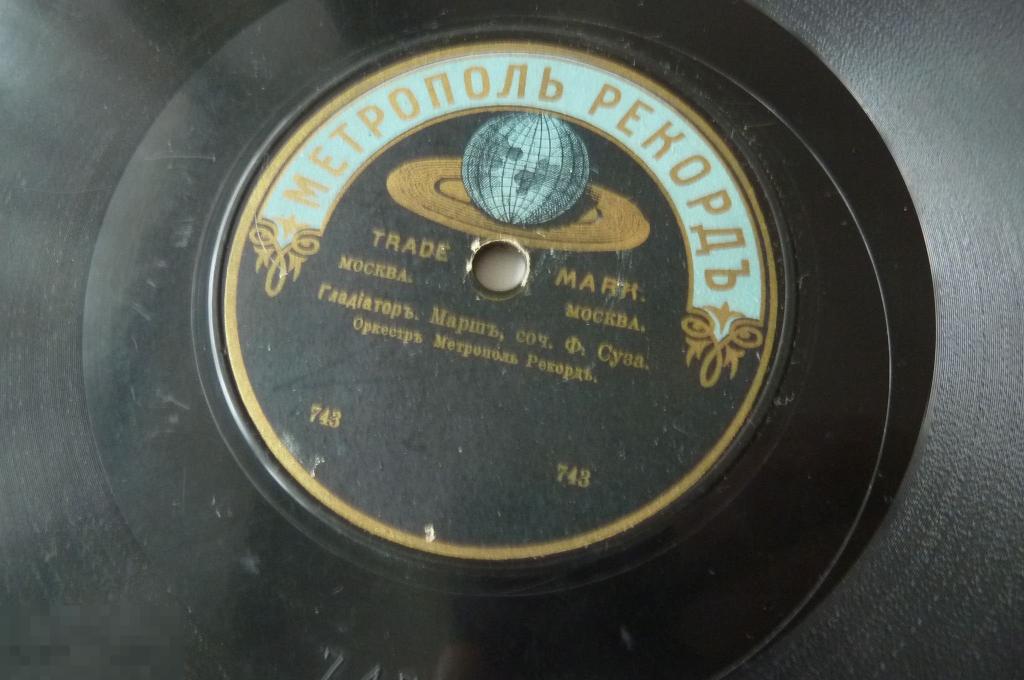 МЕТРОПОЛЬ РЕКОРДЪ
TRADE MARK.
МОСКВА. МОСКВА.
Гладіаторъ. Маршъ, соч. Ф. Суза.
Оркестръ Метрополь Рекордъ.
743 743